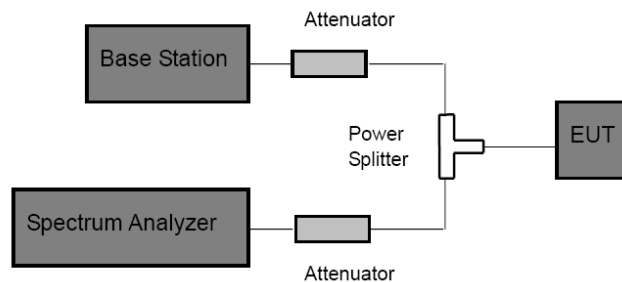 Attenuator
Base Station
Power
Splitter
EUT
Spectrum Analyzer
Attenuator